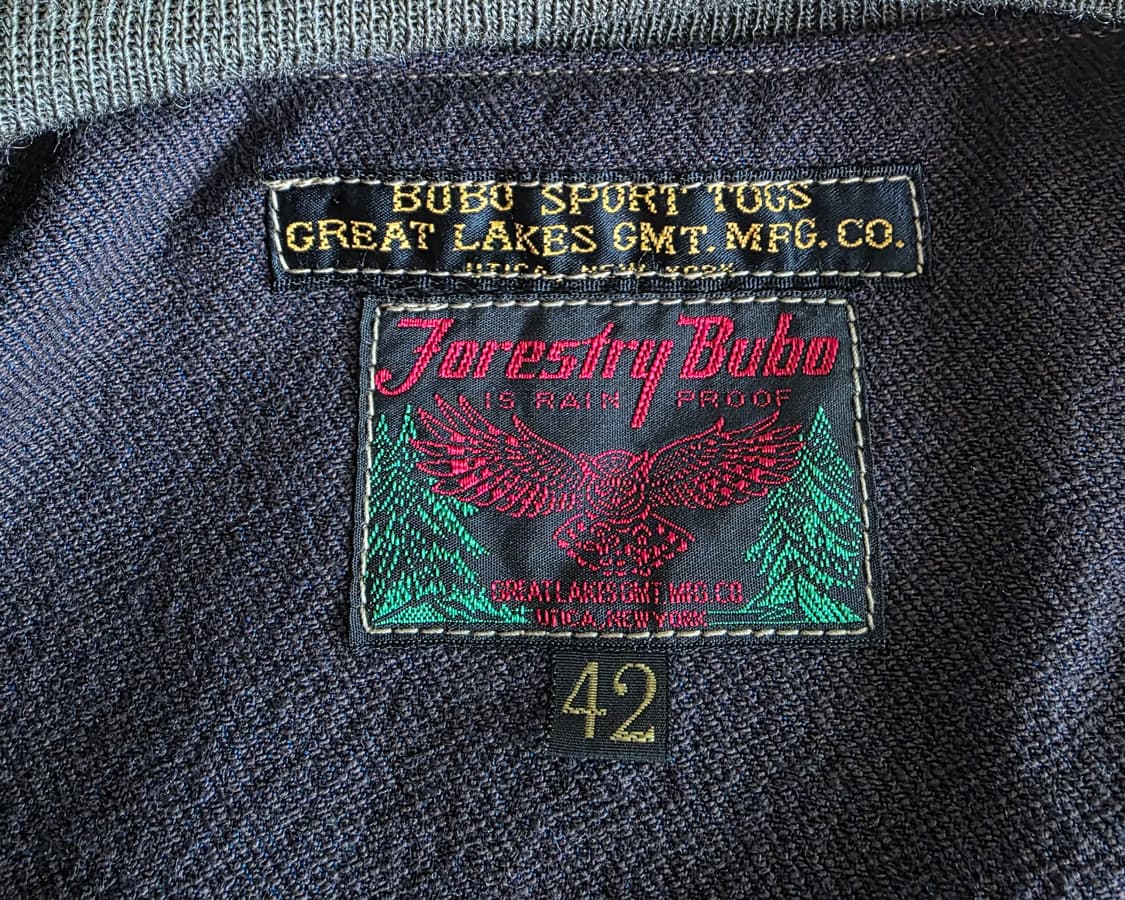 BUBO SPORT TOGS
GREAT LAKES GMT. MFG. CO.
UTICA, NEW YORK
Forestry Bubo
IS RAIN PROOF
GREAT LAKES GMT MFG. CO
UTICA, NEW YORK
42